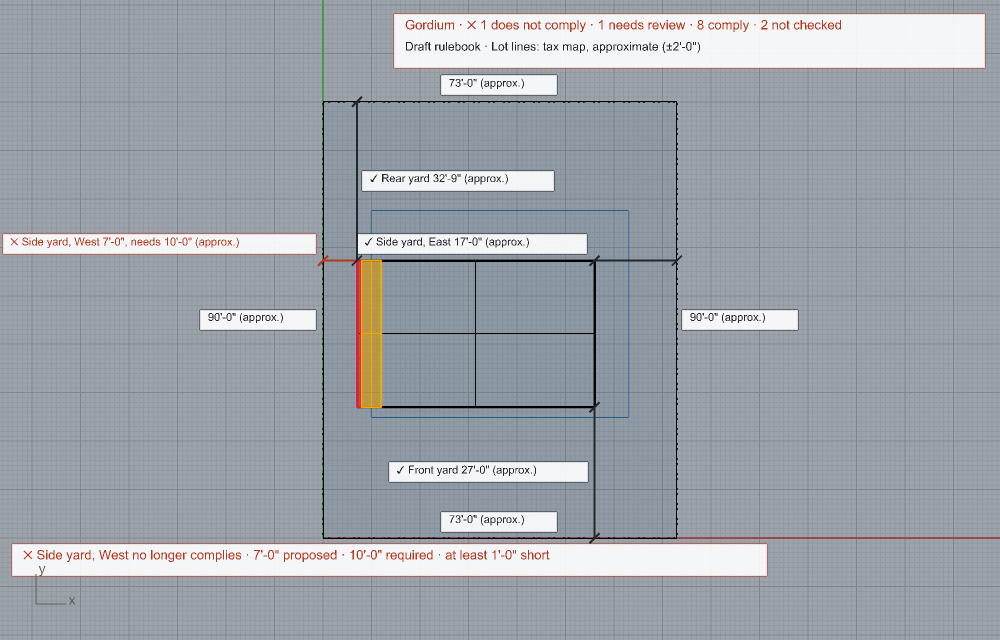 Gordium · ✕ 1 does not comply · 1 needs review · 8 comply · 2 not checked
Draft rulebook · Lot lines: tax map, approximate (±2'-0")
73'-0" (approx.)
✓ Rear yard 32'-9" (approx.)
✕ Side yard, West 7'-0", needs 10'-0" (approx.)
✓ Side yard, East 17'-0" (approx.)
90'-0" (approx.)
90'-0" (approx.)
✓ Front yard 27'-0" (approx.)
73'-0" (approx.)
✕ Side yard, West no longer complies · 7'-0" proposed · 10'-0" required · at least 1'-0" short
y
x